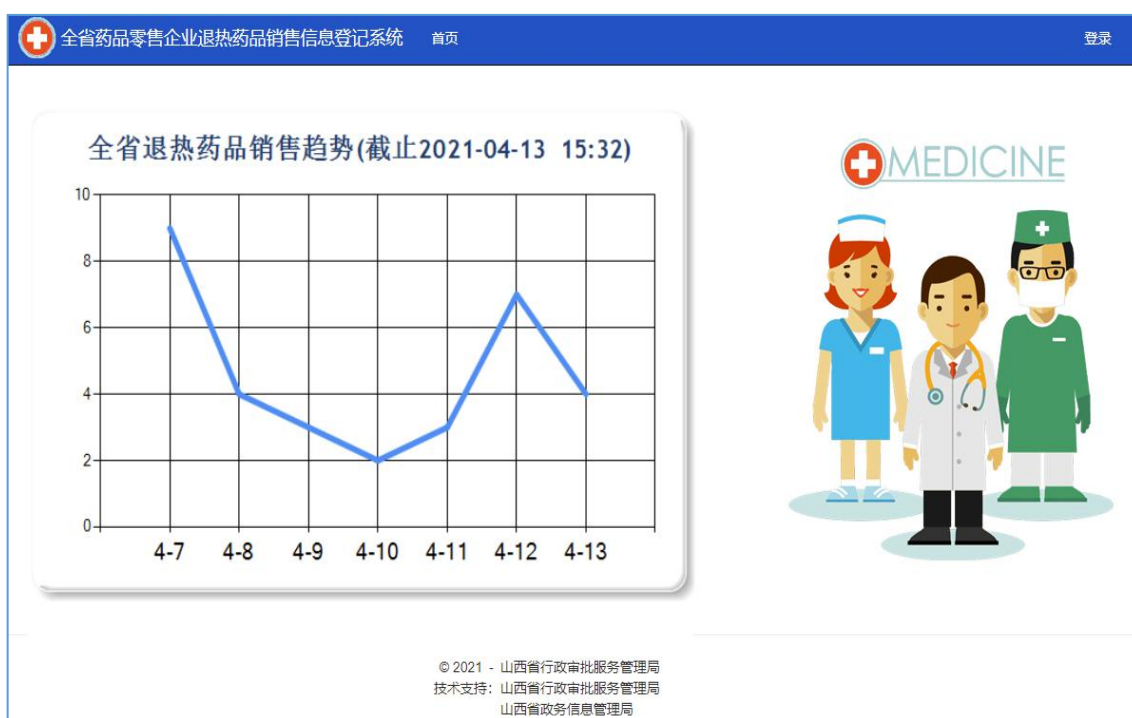 全省药品零售企业退热药品销售信息登记系统 首页 登录
全省退热药品销售趋势(截止2021-04-13 15:32)
10
8
6
4
2
0
4-7 4-8 4-9 4-10 4-11 4-12 4-13
MEDICINE
© 2021 - 山西省行政审批服务管理局
技术支持：山西省行政审批服务管理局
山西省政务信息管理局